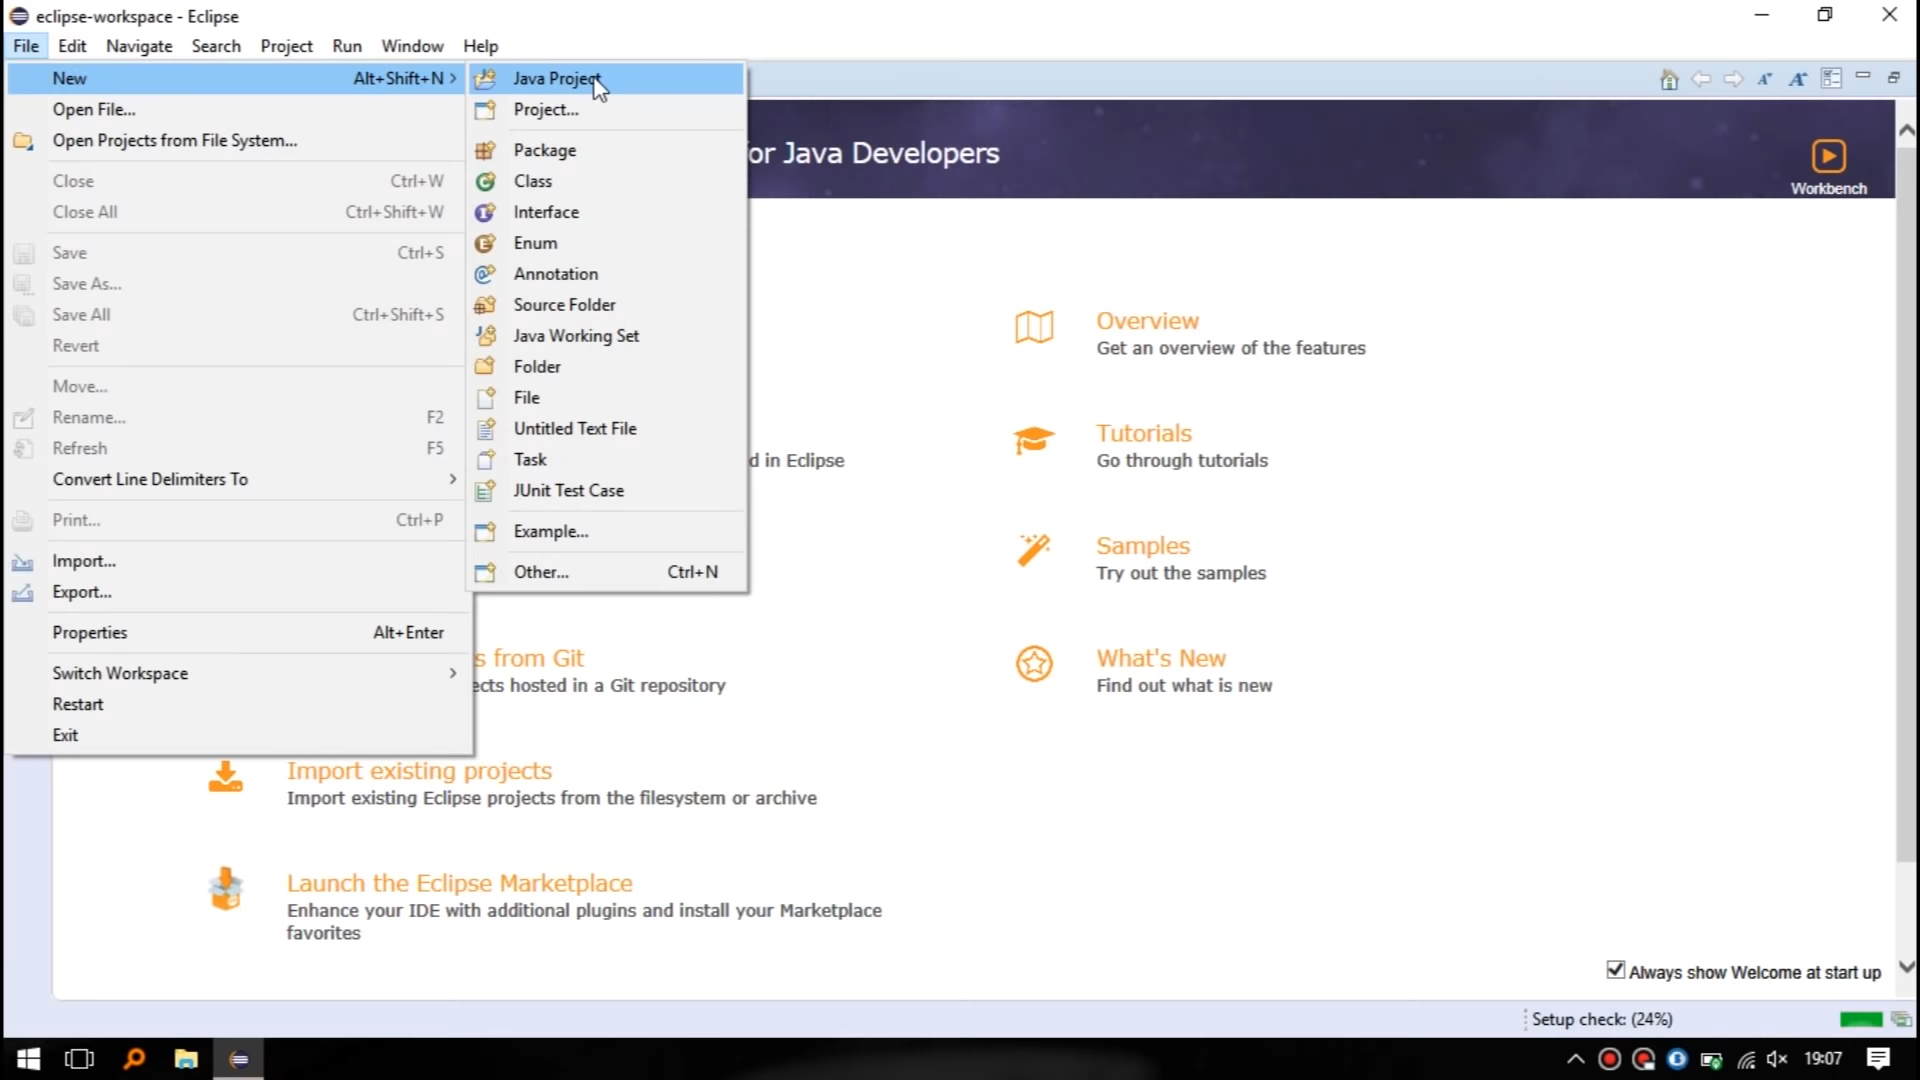 eclipse-workspace - Eclipse
File Edit Navigate Search Project Run Window Help
New Alt+Shift+N
Open File...
Open Projects from File System...
Close Ctrl+W
Close All Ctrl+Shift+W
Save Ctrl+S
Save As...
Save All Ctrl+Shift+S
Revert
Move...
Rename... F2
Refresh F5
Convert Line Delimiters To
Print... Ctrl+P
Import...
Export...
Properties Alt+Enter
Switch Workspace
Restart
Exit
Java Project
Project...
Package
Class
Interface
Enum
Annotation
Source Folder
Java Working Set
Folder
File
Untitled Text File
Task
JUnit Test Case
Example...
Other... Ctrl+N
or Java Developers
Workbench
d in Eclipse
s from Git
ects hosted in a Git repository
Import existing projects
Import existing Eclipse projects from the filesystem or archive
Launch the Eclipse Marketplace
Enhance your IDE with additional plugins and install your Marketplace
favorites
Overview
Get an overview of the features
Tutorials
Go through tutorials
Samples
Try out the samples
What's New
Find out what is new
Always show Welcome at start up
Setup check: (24%)
19:07